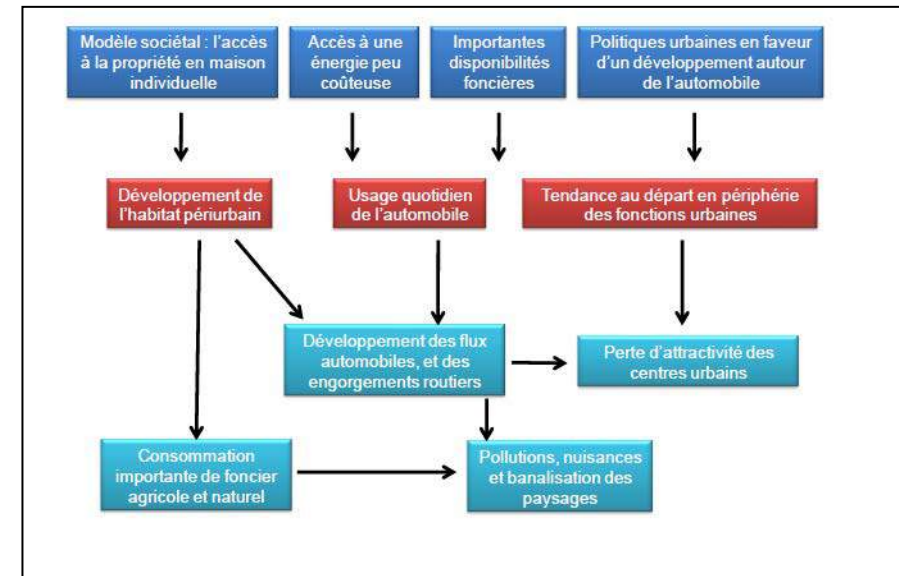 Modèle sociétal : l'accès
à la propriété en maison
individuelle
Accès à une
énergie peu
coûteuse
Importantes
disponibilités
foncières
Politiques urbaines en faveur
d'un développement autour
de l'automobile
Développement de
l'habitat périurbain
Usage quotidien
de l'automobile
Tendance au départ en périphérie
des fonctions urbaines
Développement des flux
automobiles, et des
engorgements routiers
Perte d'attractivité des
centres urbains
Consommation
importante de foncier
agricole et naturel
Pollutions, nuisances
et banalisation des
paysages